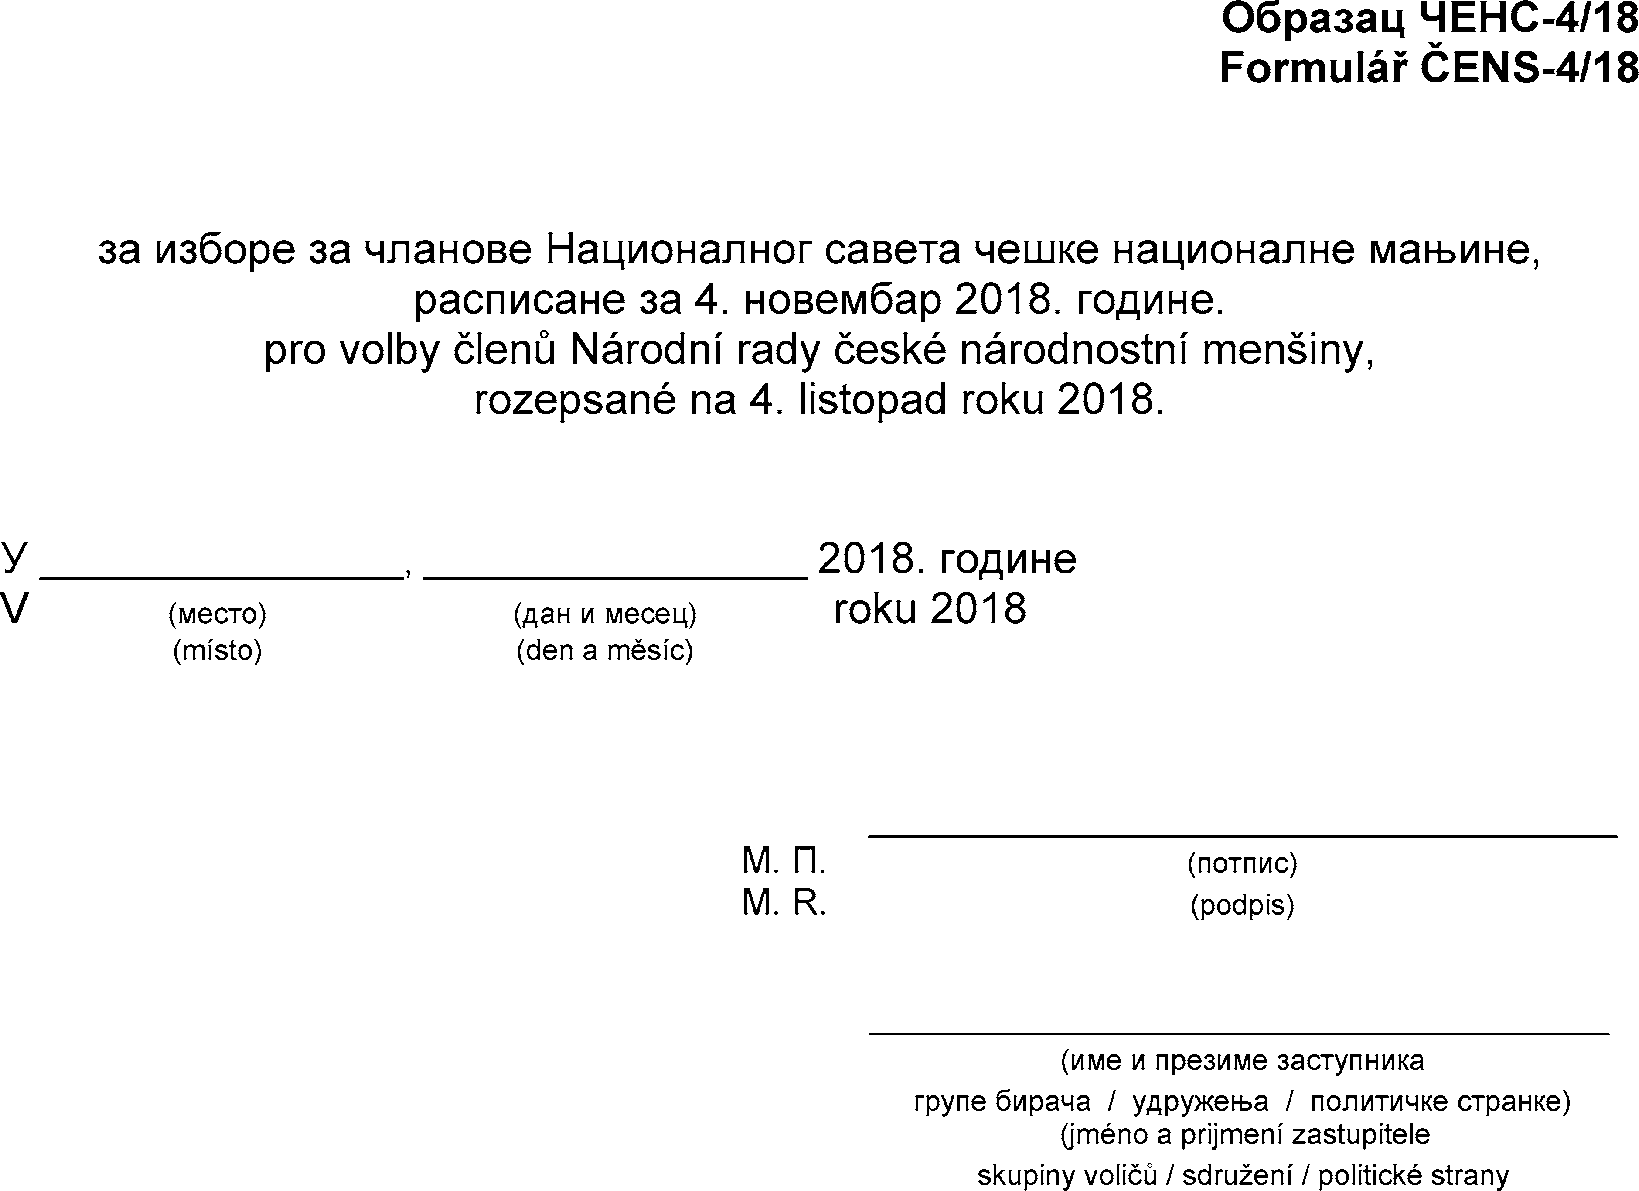 Образац ЧЕНС-4/18
Formulář ČENS-4/18
за изборе за чланове Националног савета чешке националне мањине,
расписане за 4. новембар 2018. године.
pro volby členů Národní rady české národnostní menšiny,
rozepsané na 4. listopad roku 2018.
У _________________, __________________ 2018. године
V (место) (дан и месец) roku 2018
(místo) (den a měsíc)
М. П. (потпис)
M. R. (podpis)
(име и презиме заступника
групе бирача / удружења / политичке странке)
(jméno a prijmení zastupitele
skupiny voličů / sdružení / politické strany